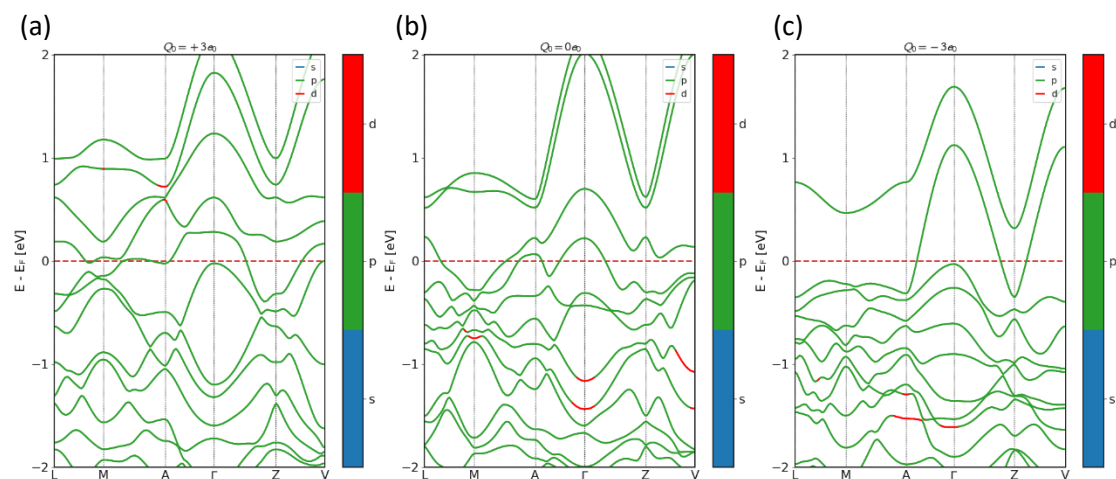 (a)
Q₀ = +3e₀
E - E_F [eV]
2
1
0
−1
−2
L M A Γ Z V
s
p
d
d
p
s
(b)
Q₀ = 0e₀
E - E_F [eV]
2
1
0
−1
−2
L M A Γ Z V
s
p
d
d
p
s
(c)
Q₀ = −3e₀
E - E_F [eV]
2
1
0
−1
−2
L M A Γ Z V
s
p
d
d
p
s